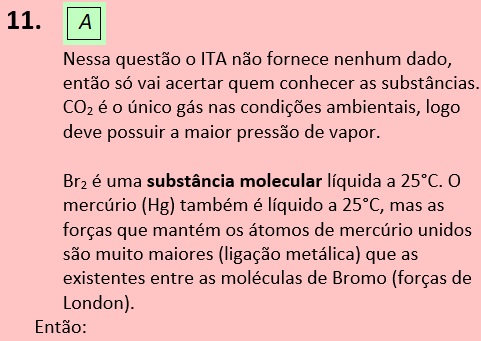 11. A
Nessa questão o ITA não fornece nenhum dado,
então só vai acertar quem conhecer as substâncias.
CO₂ é o único gás nas condições ambientais, logo
deve possuir a maior pressão de vapor.
Br₂ é uma substância molecular líquida a 25°C. O
mercúrio (Hg) também é líquido a 25°C, mas as
forças que mantém os átomos de mercúrio unidos
são muito maiores (ligação metálica) que as
existentes entre as moléculas de Bromo (forças de
London).
Então: